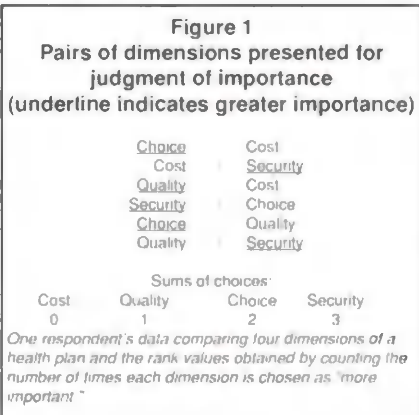 Figure 1
Pairs of dimensions presented for
judgment of importance
(underline indicates greater importance)
Choice Cost
Cost Security
Quality Cost
Security Choice
Choice Quality
Quality Security
Sums of choices:
Cost Quality Choice Security
0 1 2 3
One respondent's data comparing four dimensions of a
health plan and the rank values obtained by counting the
number of times each dimension is chosen as "more
important"